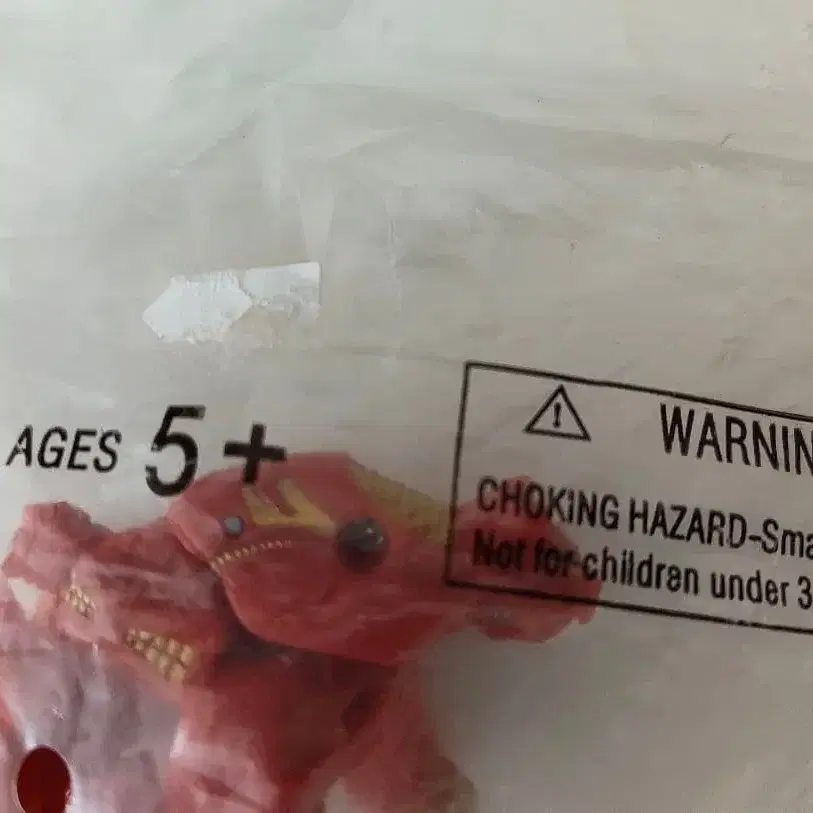 AGES 5+
WARNIN
CHOKING HAZARD-Sma
Not for children under 3